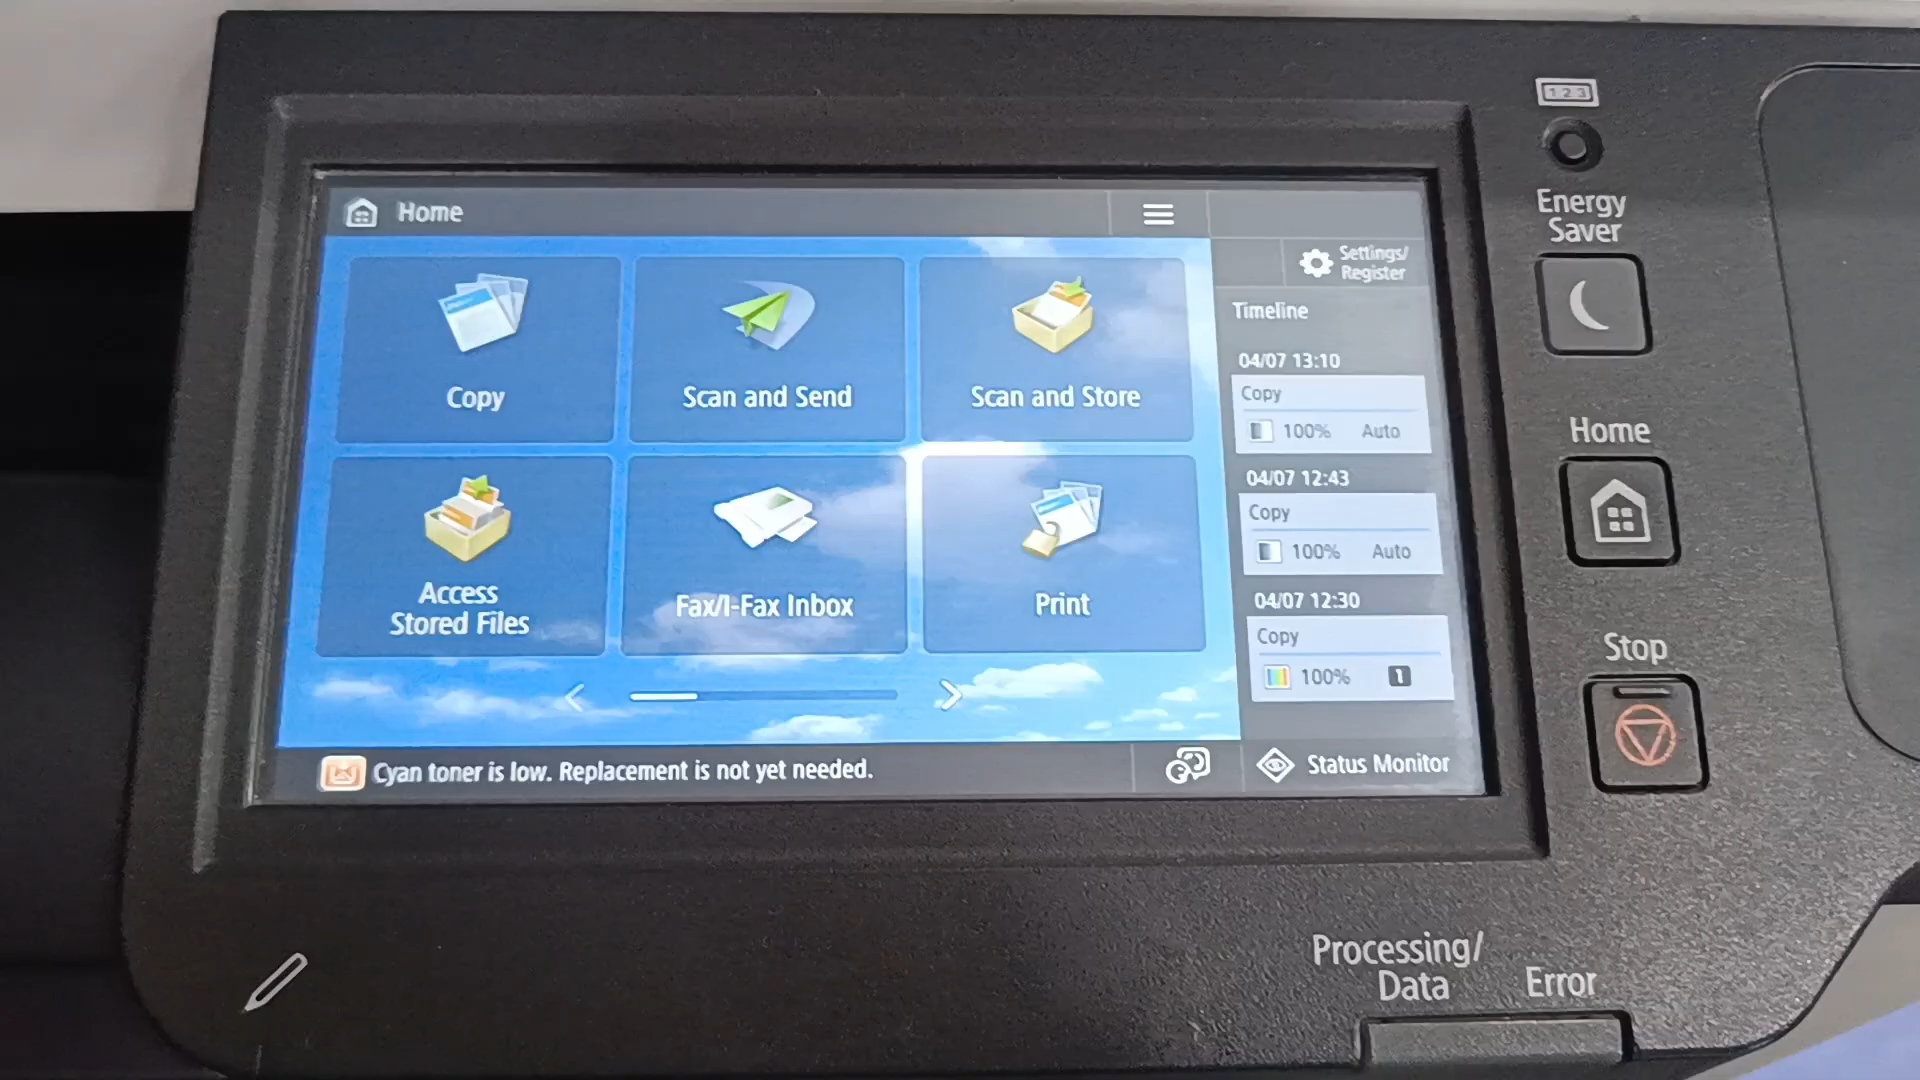 123
Energy
Saver
Home
Settings/
Register
Timeline
Copy
Scan and Send
Scan and Store
Access
Stored Files
Fax/I-Fax Inbox
Print
04/07 13:10
Copy
100% Auto
04/07 12:43
Copy
100% Auto
04/07 12:30
Copy
100% 1
Cyan toner is low. Replacement is not yet needed.
Status Monitor
Home
Stop
Processing/
Data
Error